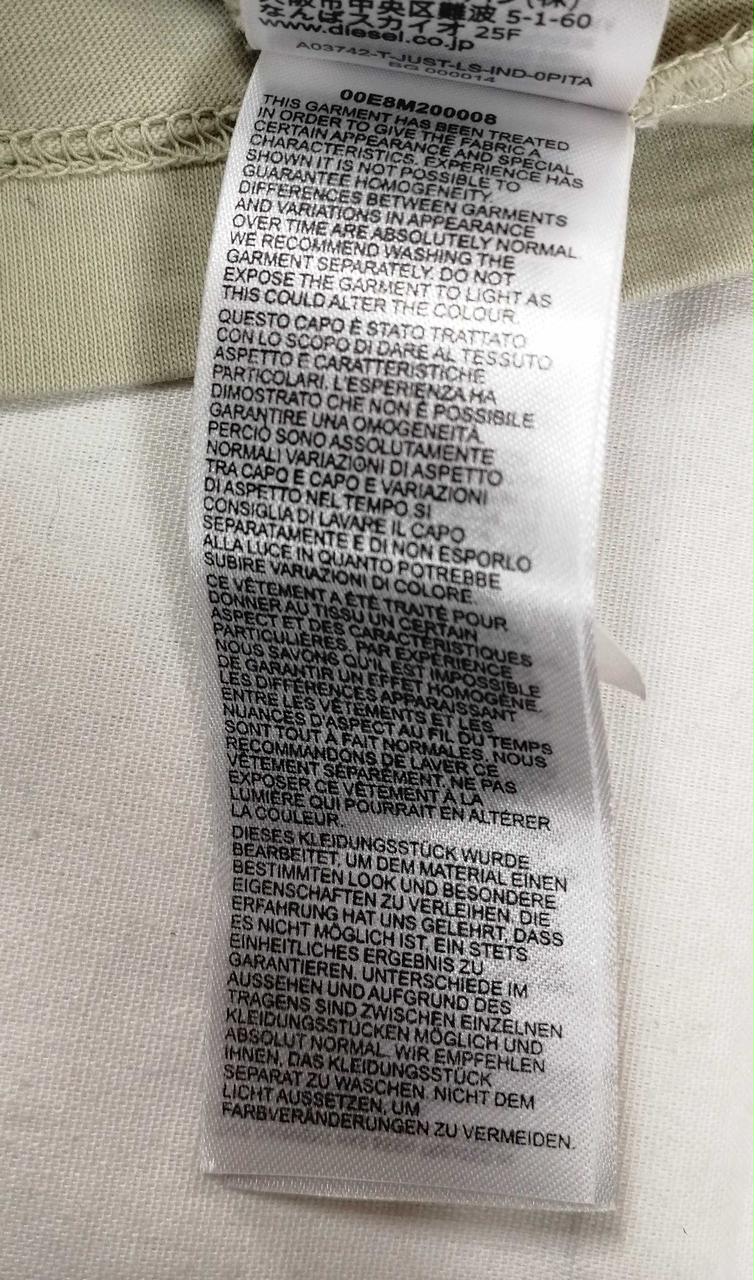 阪市中央区難波 5-1-60
なんばスカイオ 25F
www.diesel.co.jp
A03742-T-JUST-LS-IND-0PITA
BG 000014
00E8M200008
THIS GARMENT HAS BEEN TREATED
IN ORDER TO GIVE THE FABRIC A
CERTAIN APPEARANCE AND SPECIAL
CHARACTERISTICS. EXPERIENCE HAS
SHOWN IT IS NOT POSSIBLE TO
GUARANTEE HOMOGENEITY.
DIFFERENCES BETWEEN GARMENTS
AND VARIATIONS IN APPEARANCE
OVER TIME ARE ABSOLUTELY NORMAL.
WE RECOMMEND WASHING THE
GARMENT SEPARATELY. DO NOT
EXPOSE THE GARMENT TO LIGHT AS
THIS COULD ALTER THE COLOUR.
QUESTO CAPO È STATO TRATTATO
CON LO SCOPO DI DARE AL TESSUTO
ASPETTO E CARATTERISTICHE
PARTICOLARI. L'ESPERIENZA HA
DIMOSTRATO CHE NON È POSSIBILE
GARANTIRE UNA OMOGENEITÀ.
PERCIÒ SONO ASSOLUTAMENTE
NORMALI VARIAZIONI DI ASPETTO
TRA CAPO E CAPO E VARIAZIONI
DI ASPETTO NEL TEMPO. SI
CONSIGLIA DI LAVARE IL CAPO
SEPARATAMENTE E DI NON ESPORLO
ALLA LUCE IN QUANTO POTREBBE
SUBIRE VARIAZIONI DI COLORE.
CE VÊTEMENT A ÉTÉ TRAITÉ POUR
DONNER AU TISSU UN CERTAIN
ASPECT ET DES CARACTÉRISTIQUES
PARTICULIÈRES. PAR EXPÉRIENCE
NOUS SAVONS QU'IL EST IMPOSSIBLE
DE GARANTIR UN EFFET HOMOGÈNE.
LES DIFFÉRENCES APPARAISSANT
ENTRE LES VÊTEMENTS ET LES
NUANCES D'ASPECT AU FIL DU TEMPS
SONT TOUT À FAIT NORMALES. NOUS
RECOMMANDONS DE LAVER CE
VÊTEMENT SÉPARÉMENT, NE PAS
EXPOSER CE VÊTEMENT À LA
LUMIÈRE QUI POURRAIT EN ALTÉRER
LA COULEUR.
DIESES KLEIDUNGSSTÜCK WURDE
BEARBEITET, UM DEM MATERIAL EINEN
BESTIMMTEN LOOK UND BESONDERE
EIGENSCHAFTEN ZU VERLEIHEN. DIE
ERFAHRUNG HAT UNS GELEHRT, DASS
ES NICHT MÖGLICH IST, EIN STETS
EINHEITLICHES ERGEBNIS ZU
GARANTIEREN. UNTERSCHIEDE IM
AUSSEHEN UND AUFGRUND DES
TRAGENS SIND ZWISCHEN EINZELNEN
KLEIDUNGSSTÜCKEN MÖGLICH UND
ABSOLUT NORMAL. WIR EMPFEHLEN
IHNEN, DAS KLEIDUNGSSTÜCK
SEPARAT ZU WASCHEN. NICHT DEM
LICHT AUSSETZEN, UM
FARBVERÄNDERUNGEN ZU VERMEIDEN.